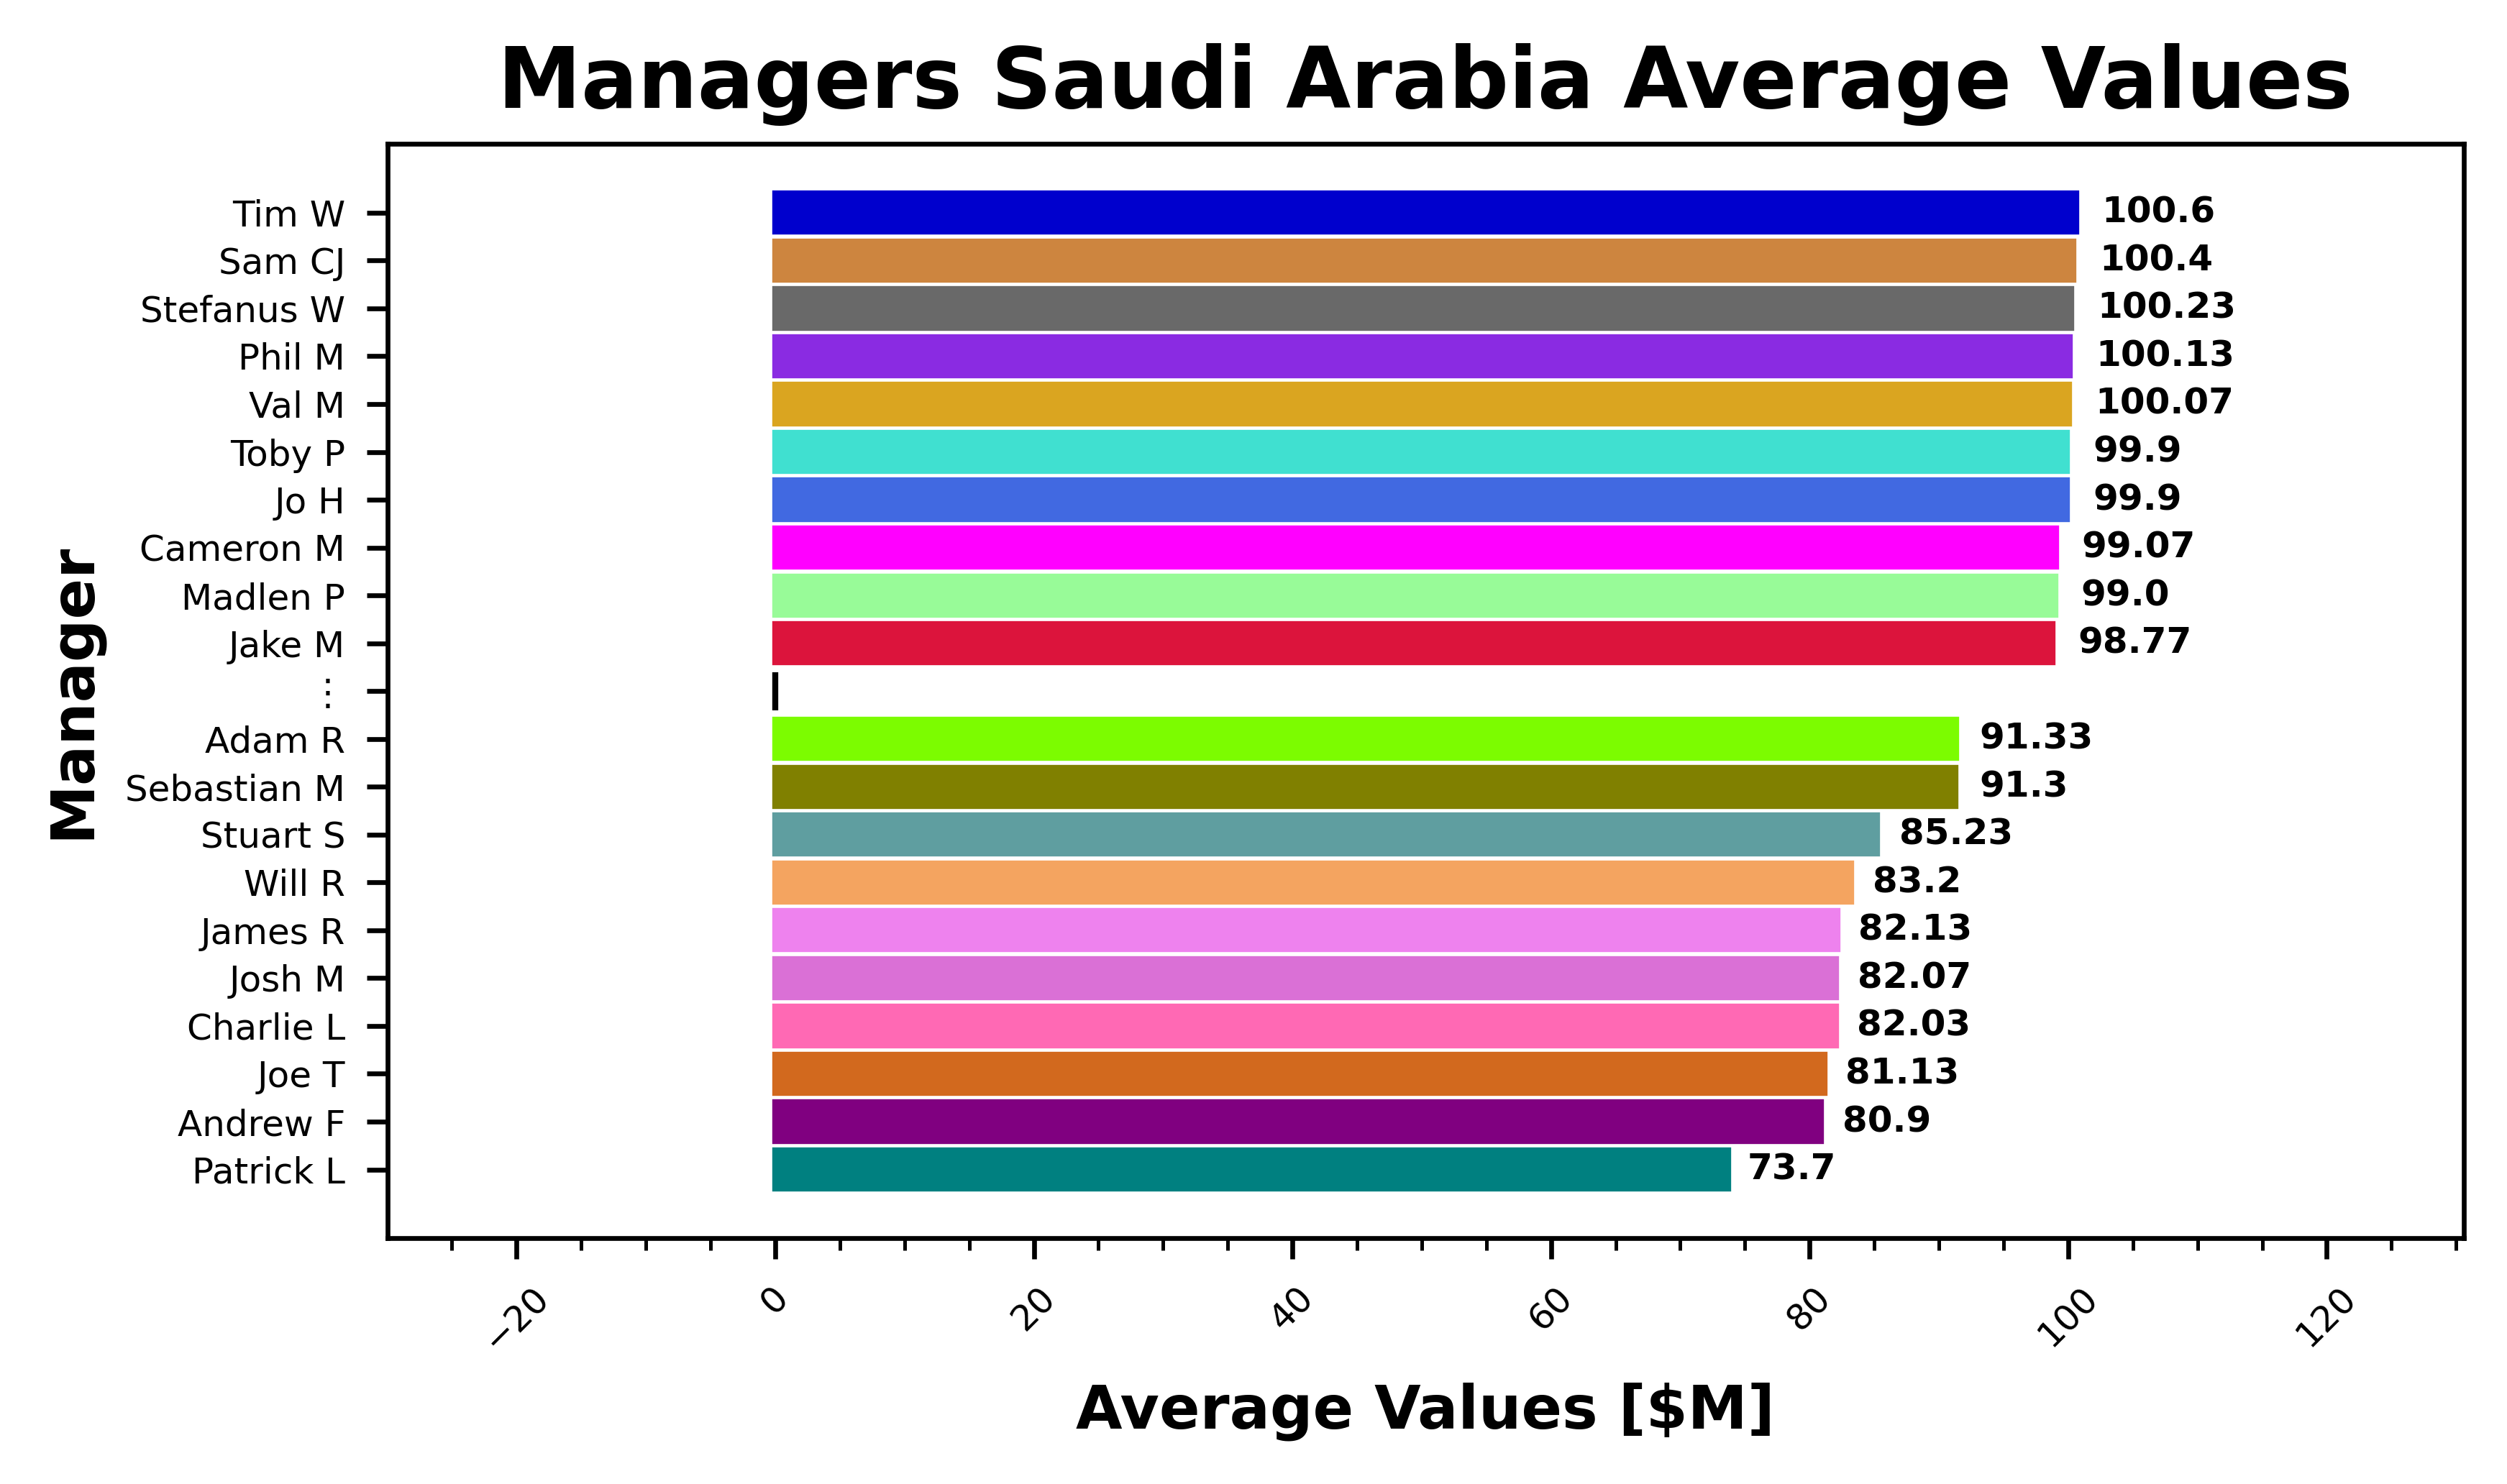 Managers Saudi Arabia Average Values
Manager
Tim W 100.6
Sam CJ 100.4
Stefanus W 100.23
Phil M 100.13
Val M 100.07
Toby P 99.9
Jo H 99.9
Cameron M 99.07
Madlen P 99.0
Jake M 98.77
⋮
Adam R 91.33
Sebastian M 91.3
Stuart S 85.23
Will R 83.2
James R 82.13
Josh M 82.07
Charlie L 82.03
Joe T 81.13
Andrew F 80.9
Patrick L 73.7
−20 0 20 40 60 80 100 120
Average Values [$M]